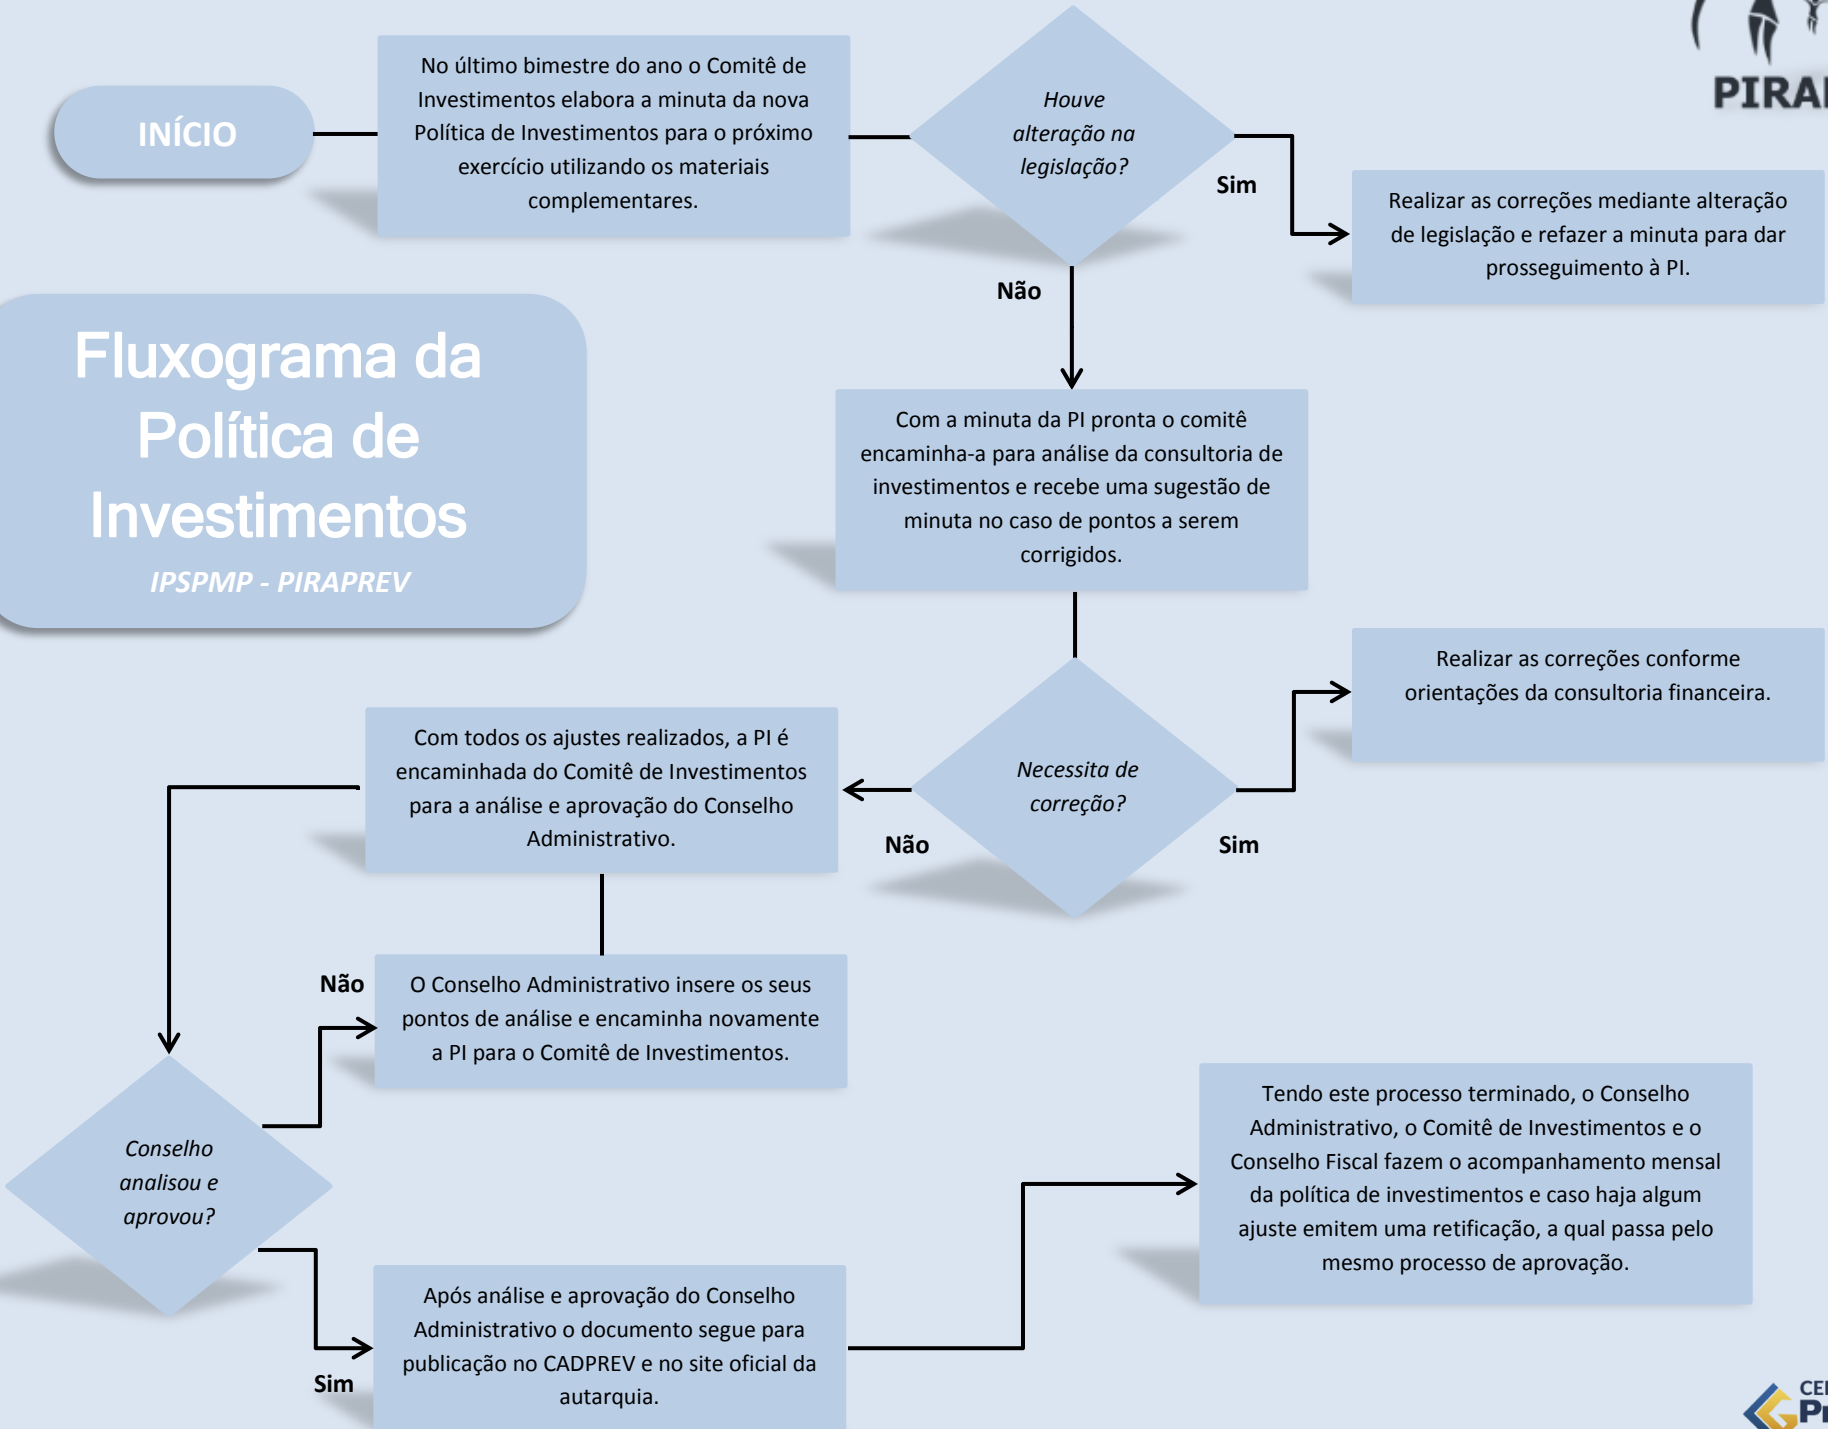 INÍCIO
No último bimestre do ano o Comitê de
Investimentos elabora a minuta da nova
Política de Investimentos para o próximo
exercício utilizando os materiais
complementares.
Houve
alteração na
legislação?
Sim
Não
Realizar as correções mediante alteração
de legislação e refazer a minuta para dar
prosseguimento à PI.
Fluxograma da
Política de
Investimentos
IPSPMP - PIRAPREV
Com a minuta da PI pronta o comitê
encaminha-a para análise da consultoria de
investimentos e recebe uma sugestão de
minuta no caso de pontos a serem
corrigidos.
Necessita de
correção?
Sim
Não
Realizar as correções conforme
orientações da consultoria financeira.
Com todos os ajustes realizados, a PI é
encaminhada do Comitê de Investimentos
para a análise e aprovação do Conselho
Administrativo.
Não
O Conselho Administrativo insere os seus
pontos de análise e encaminha novamente
a PI para o Comitê de Investimentos.
Conselho
analisou e
aprovou?
Sim
Após análise e aprovação do Conselho
Administrativo o documento segue para
publicação no CADPREV e no site oficial da
autarquia.
Tendo este processo terminado, o Conselho
Administrativo, o Comitê de Investimentos e o
Conselho Fiscal fazem o acompanhamento mensal
da política de investimentos e caso haja algum
ajuste emitem uma retificação, a qual passa pelo
mesmo processo de aprovação.